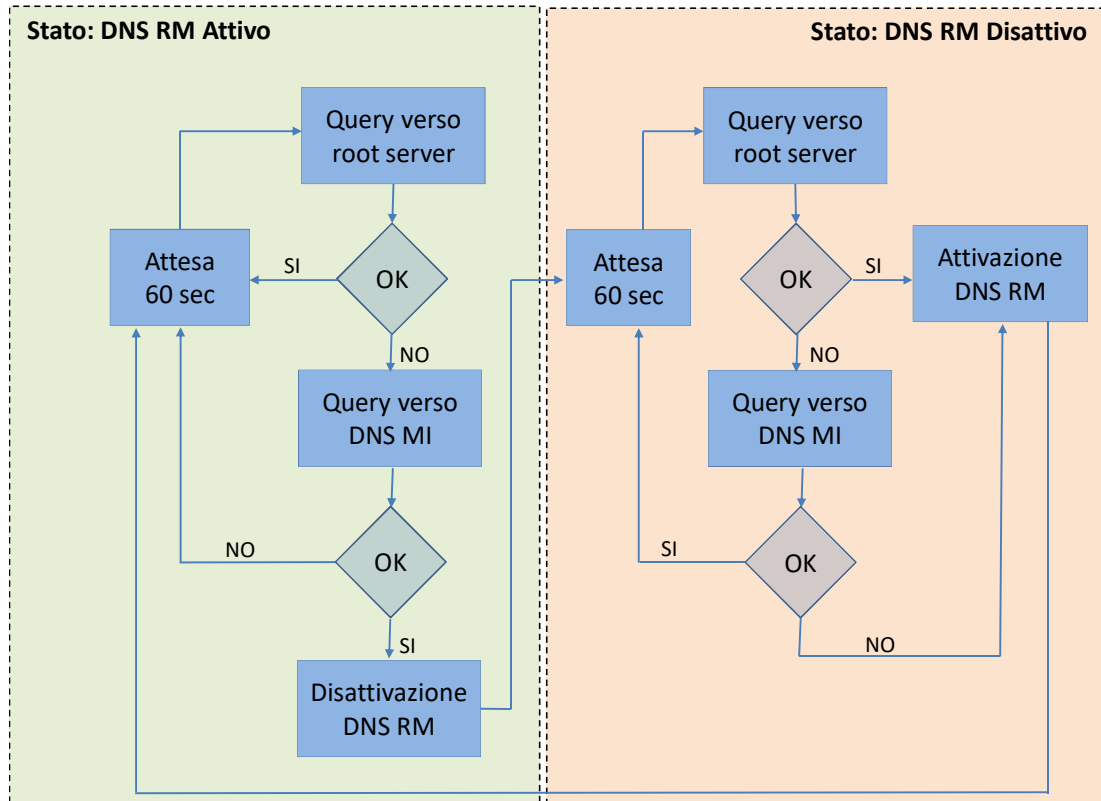 Stato: DNS RM Attivo
Query verso
root server
Attesa
60 sec
SI
OK
NO
Query verso
DNS MI
NO
OK
SI
Disattivazione
DNS RM
Stato: DNS RM Disattivo
Query verso
root server
Attesa
60 sec
OK
SI
Attivazione
DNS RM
NO
Query verso
DNS MI
SI
OK
NO